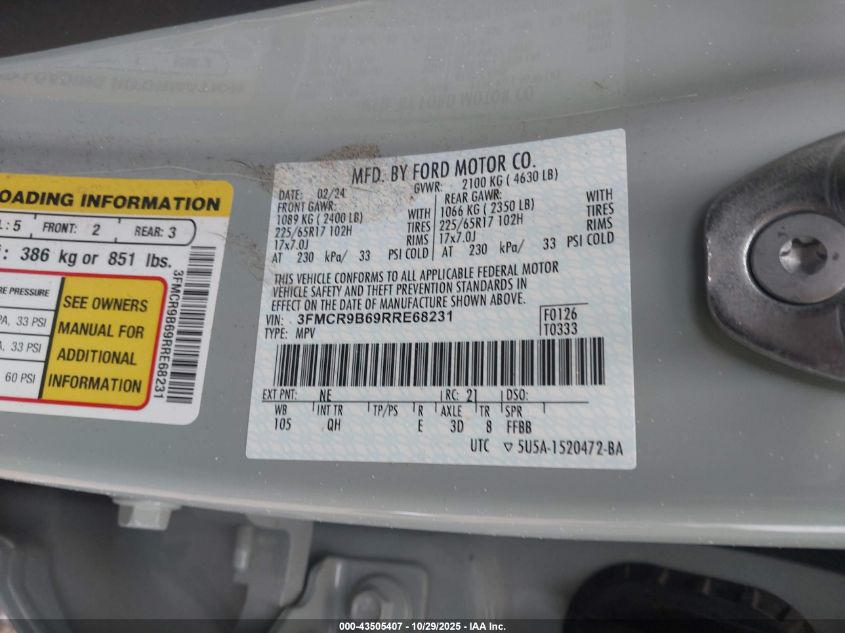 LOADING INFORMATION
: 5 FRONT: 2 REAR: 3
: 386 kg or 851 lbs.
PRESSURE
, 33 PSI
, 33 PSI
60 PSI
SEE OWNERS
MANUAL FOR
ADDITIONAL
INFORMATION
3FMCR9B69RRE68231
MFD. BY FORD MOTOR CO.
DATE: 02/24 GVWR: 2100 KG ( 4630 LB)
FRONT GAWR: REAR GAWR:
1089 KG (2400 LB) WITH 1066 KG ( 2350 LB) WITH
225/65R17 102H TIRES 225/65R17 102H TIRES
17x7.0J RIMS 17x7.0J RIMS
AT 230 kPa/ 33 PSI COLD AT 230 kPa/ 33 PSI COLD
THIS VEHICLE CONFORMS TO ALL APPLICABLE FEDERAL MOTOR
VEHICLE SAFETY AND THEFT PREVENTION STANDARDS IN
EFFECT ON THE DATE OF MANUFACTURE SHOWN ABOVE.
VIN: 3FMCR9B69RRE68231 F0126
TYPE: MPV T0333
EXT PNT: NE RC: 21 DSO:
WB INT TR TP/PS R AXLE TR SPR
105 QH E 3D 8 FFBB
UTC ▽ 5U5A-1520472-BA
000-43505407 - 10/29/2025 - IAA Inc.